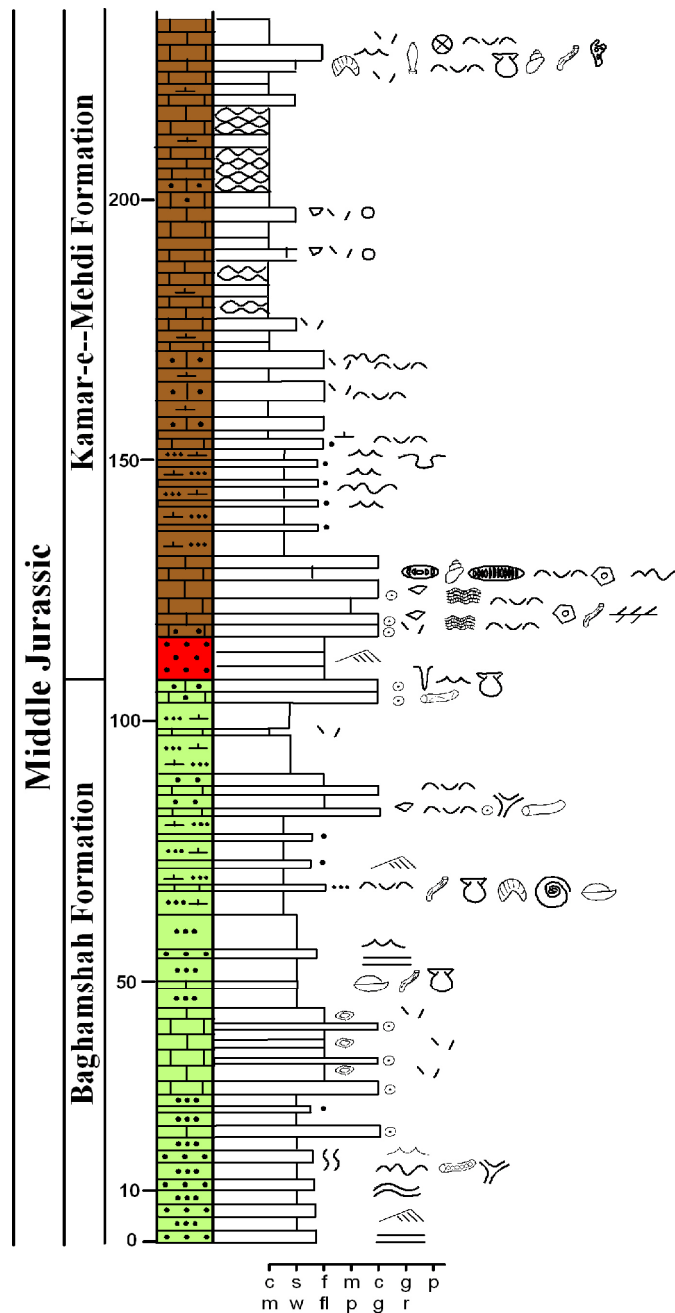 Middle Jurassic
Kamar-e--Mehdi Formation
Baghamshah Formation
200
150
100
50
10
0
c s f m c g p
m w fl p g r